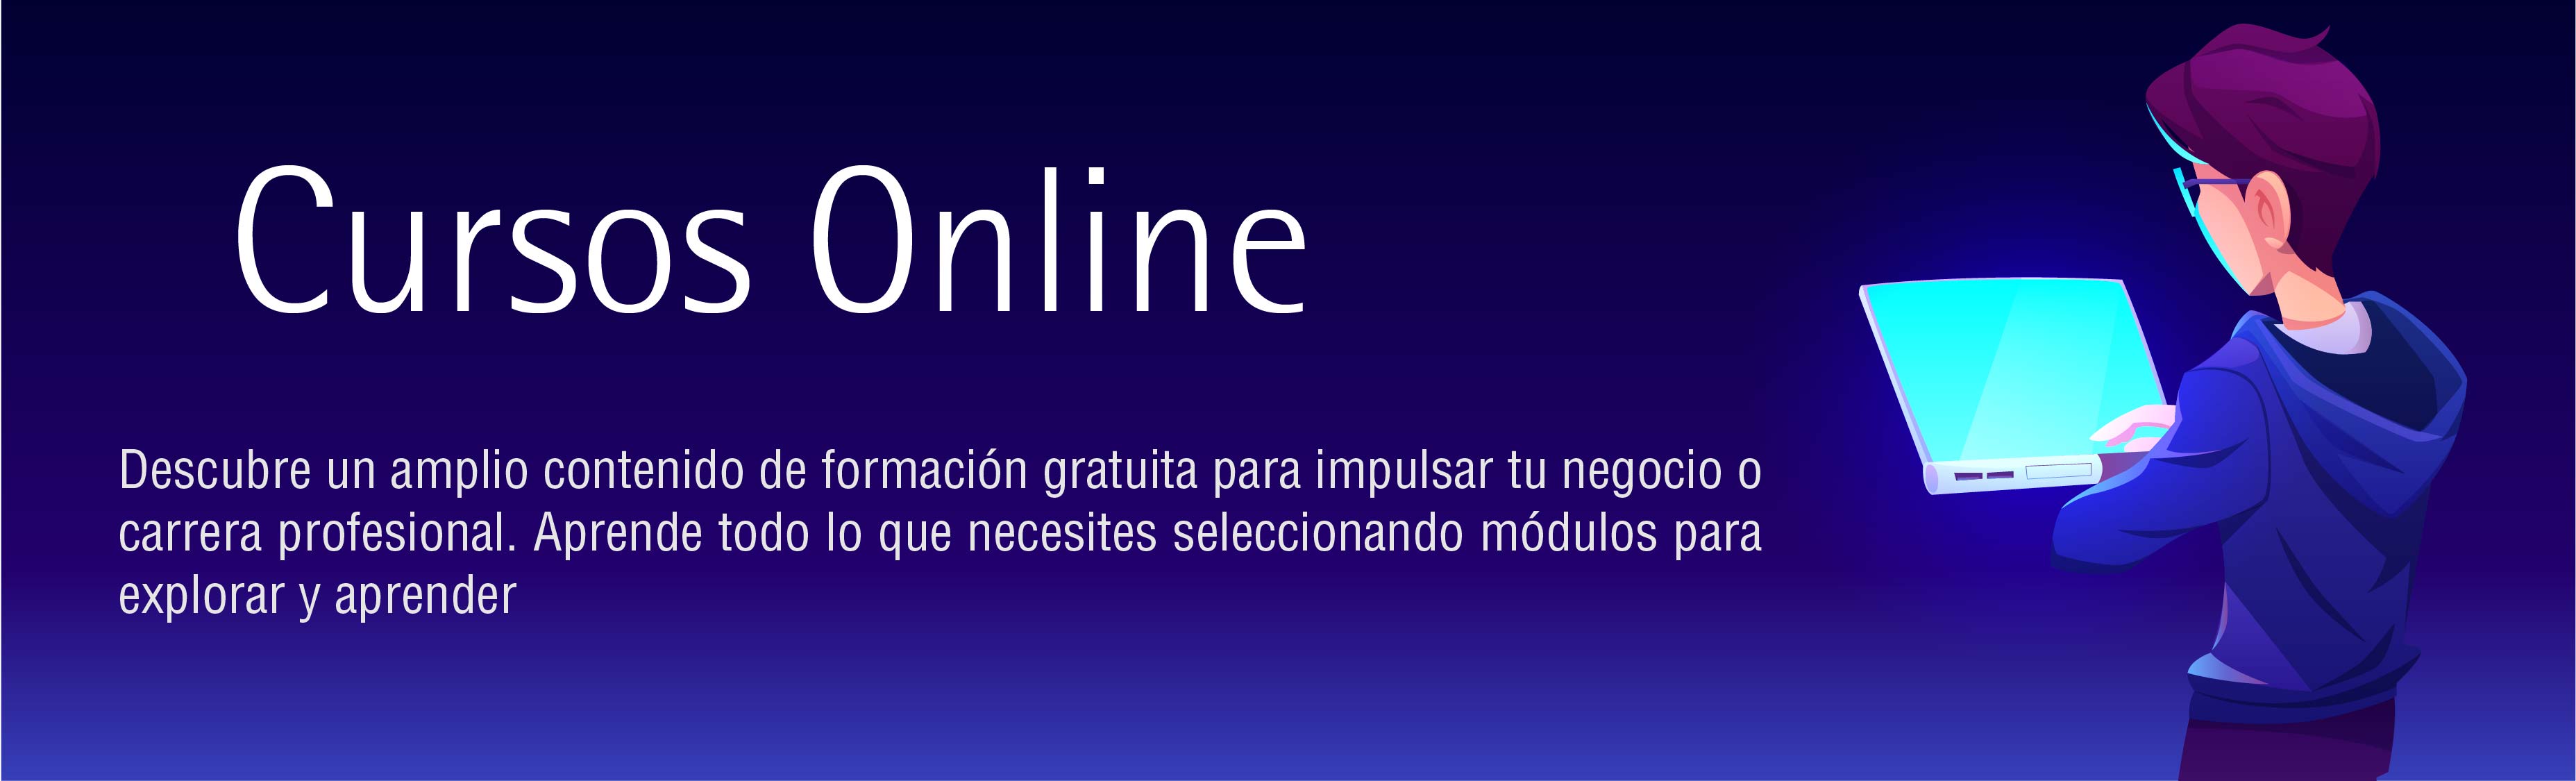 Cursos Online
Descubre un amplio contenido de formación gratuita para impulsar tu negocio o
carrera profesional. Aprende todo lo que necesites seleccionando módulos para
explorar y aprender